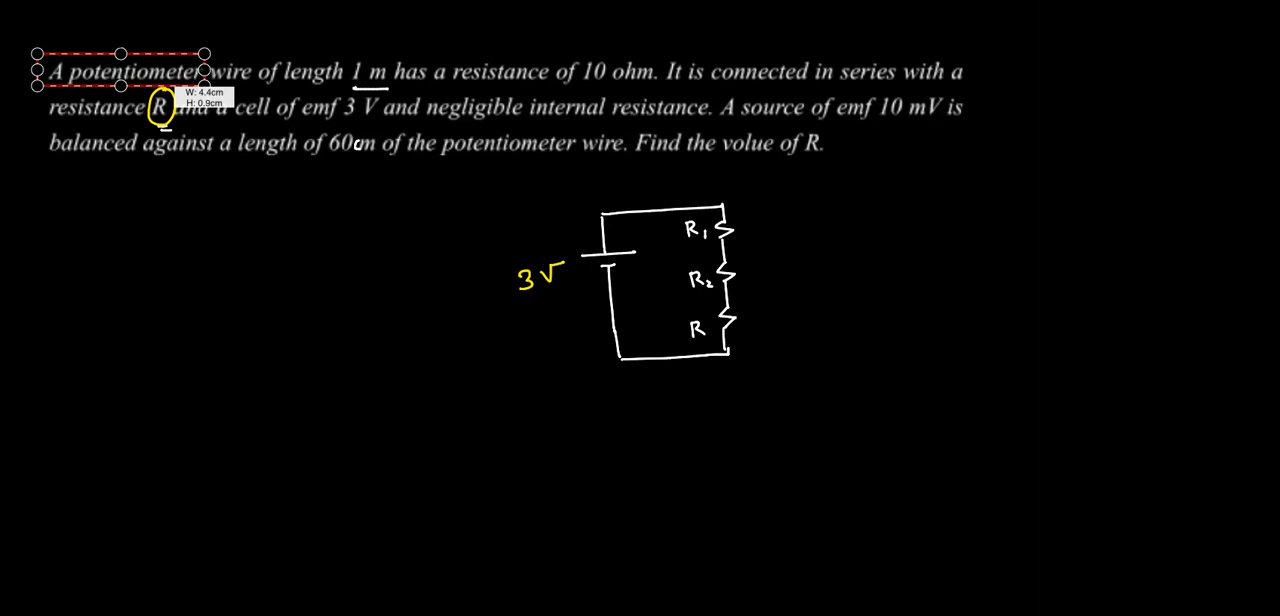 A potentiometer wire of length 1 m has a resistance of 10 ohm. It is connected in series with a
W: 4.4cm
H: 0.9cm
resistance R and a cell of emf 3 V and negligible internal resistance. A source of emf 10 mV is
balanced against a length of 60cm of the potentiometer wire. Find the volue of R.
R₁
3V
R₂
R